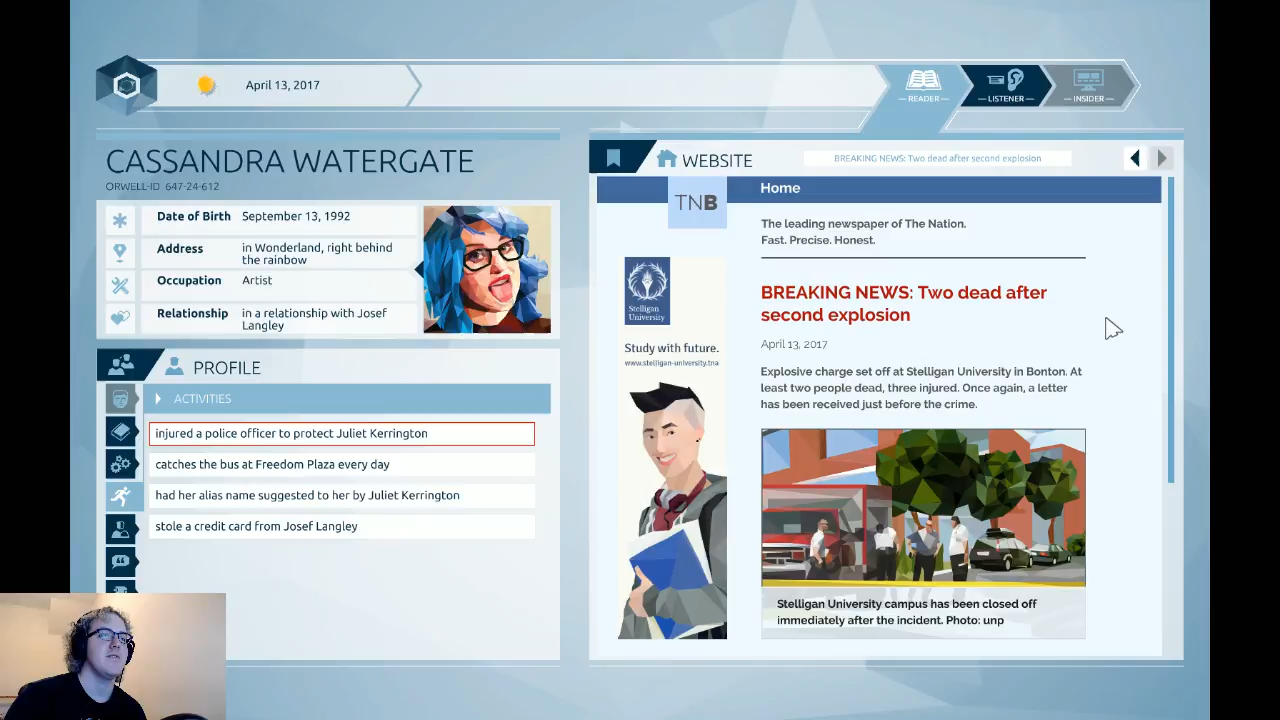 April 13, 2017
READER
LISTENER
INSIDER
CASSANDRA WATERGATE
ORWELL-ID 647-24-612
Date of Birth September 13, 1992
Address in Wonderland, right behind
the rainbow
Occupation Artist
Relationship in a relationship with Josef
Langley
PROFILE
ACTIVITIES
injured a police officer to protect Juliet Kerrington
catches the bus at Freedom Plaza every day
had her alias name suggested to her by Juliet Kerrington
stole a credit card from Josef Langley
WEBSITE
BREAKING NEWS: Two dead after second explosion
TNB
Home
The leading newspaper of The Nation.
Fast. Precise. Honest.
Stelligan
University
Study with future.
www.stelligan-university.tna
BREAKING NEWS: Two dead after
second explosion
April 13, 2017
Explosive charge set off at Stelligan University in Bonton. At
least two people dead, three injured. Once again, a letter
has been received just before the crime.
Stelligan University campus has been closed off
immediately after the incident. Photo: unp